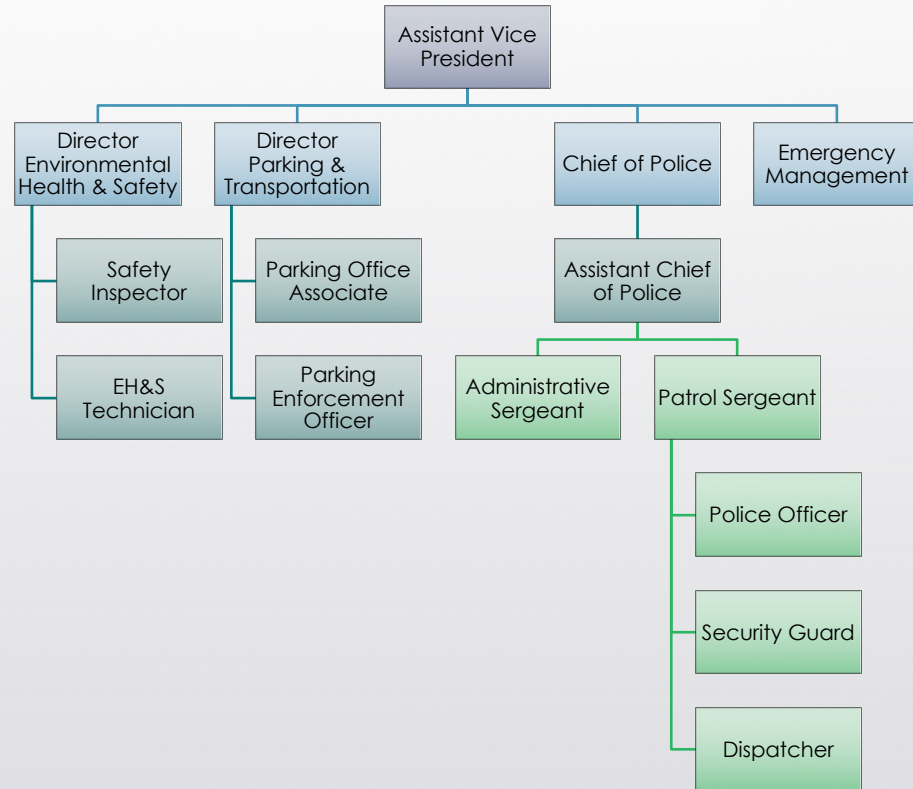 Assistant Vice
President
Director
Environmental
Health & Safety
Director
Parking &
Transportation
Chief of Police
Emergency
Management
Safety
Inspector
Parking Office
Associate
Assistant Chief
of Police
EH&S
Technician
Parking
Enforcement
Officer
Administrative
Sergeant
Patrol Sergeant
Police Officer
Security Guard
Dispatcher